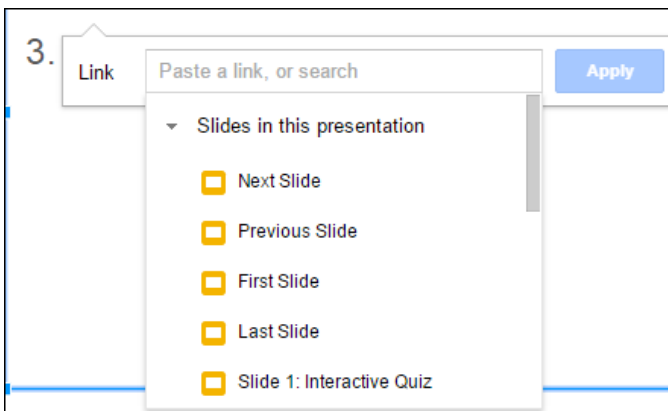 3.
Link Paste a link, or search Apply
Slides in this presentation
Next Slide
Previous Slide
First Slide
Last Slide
Slide 1: Interactive Quiz